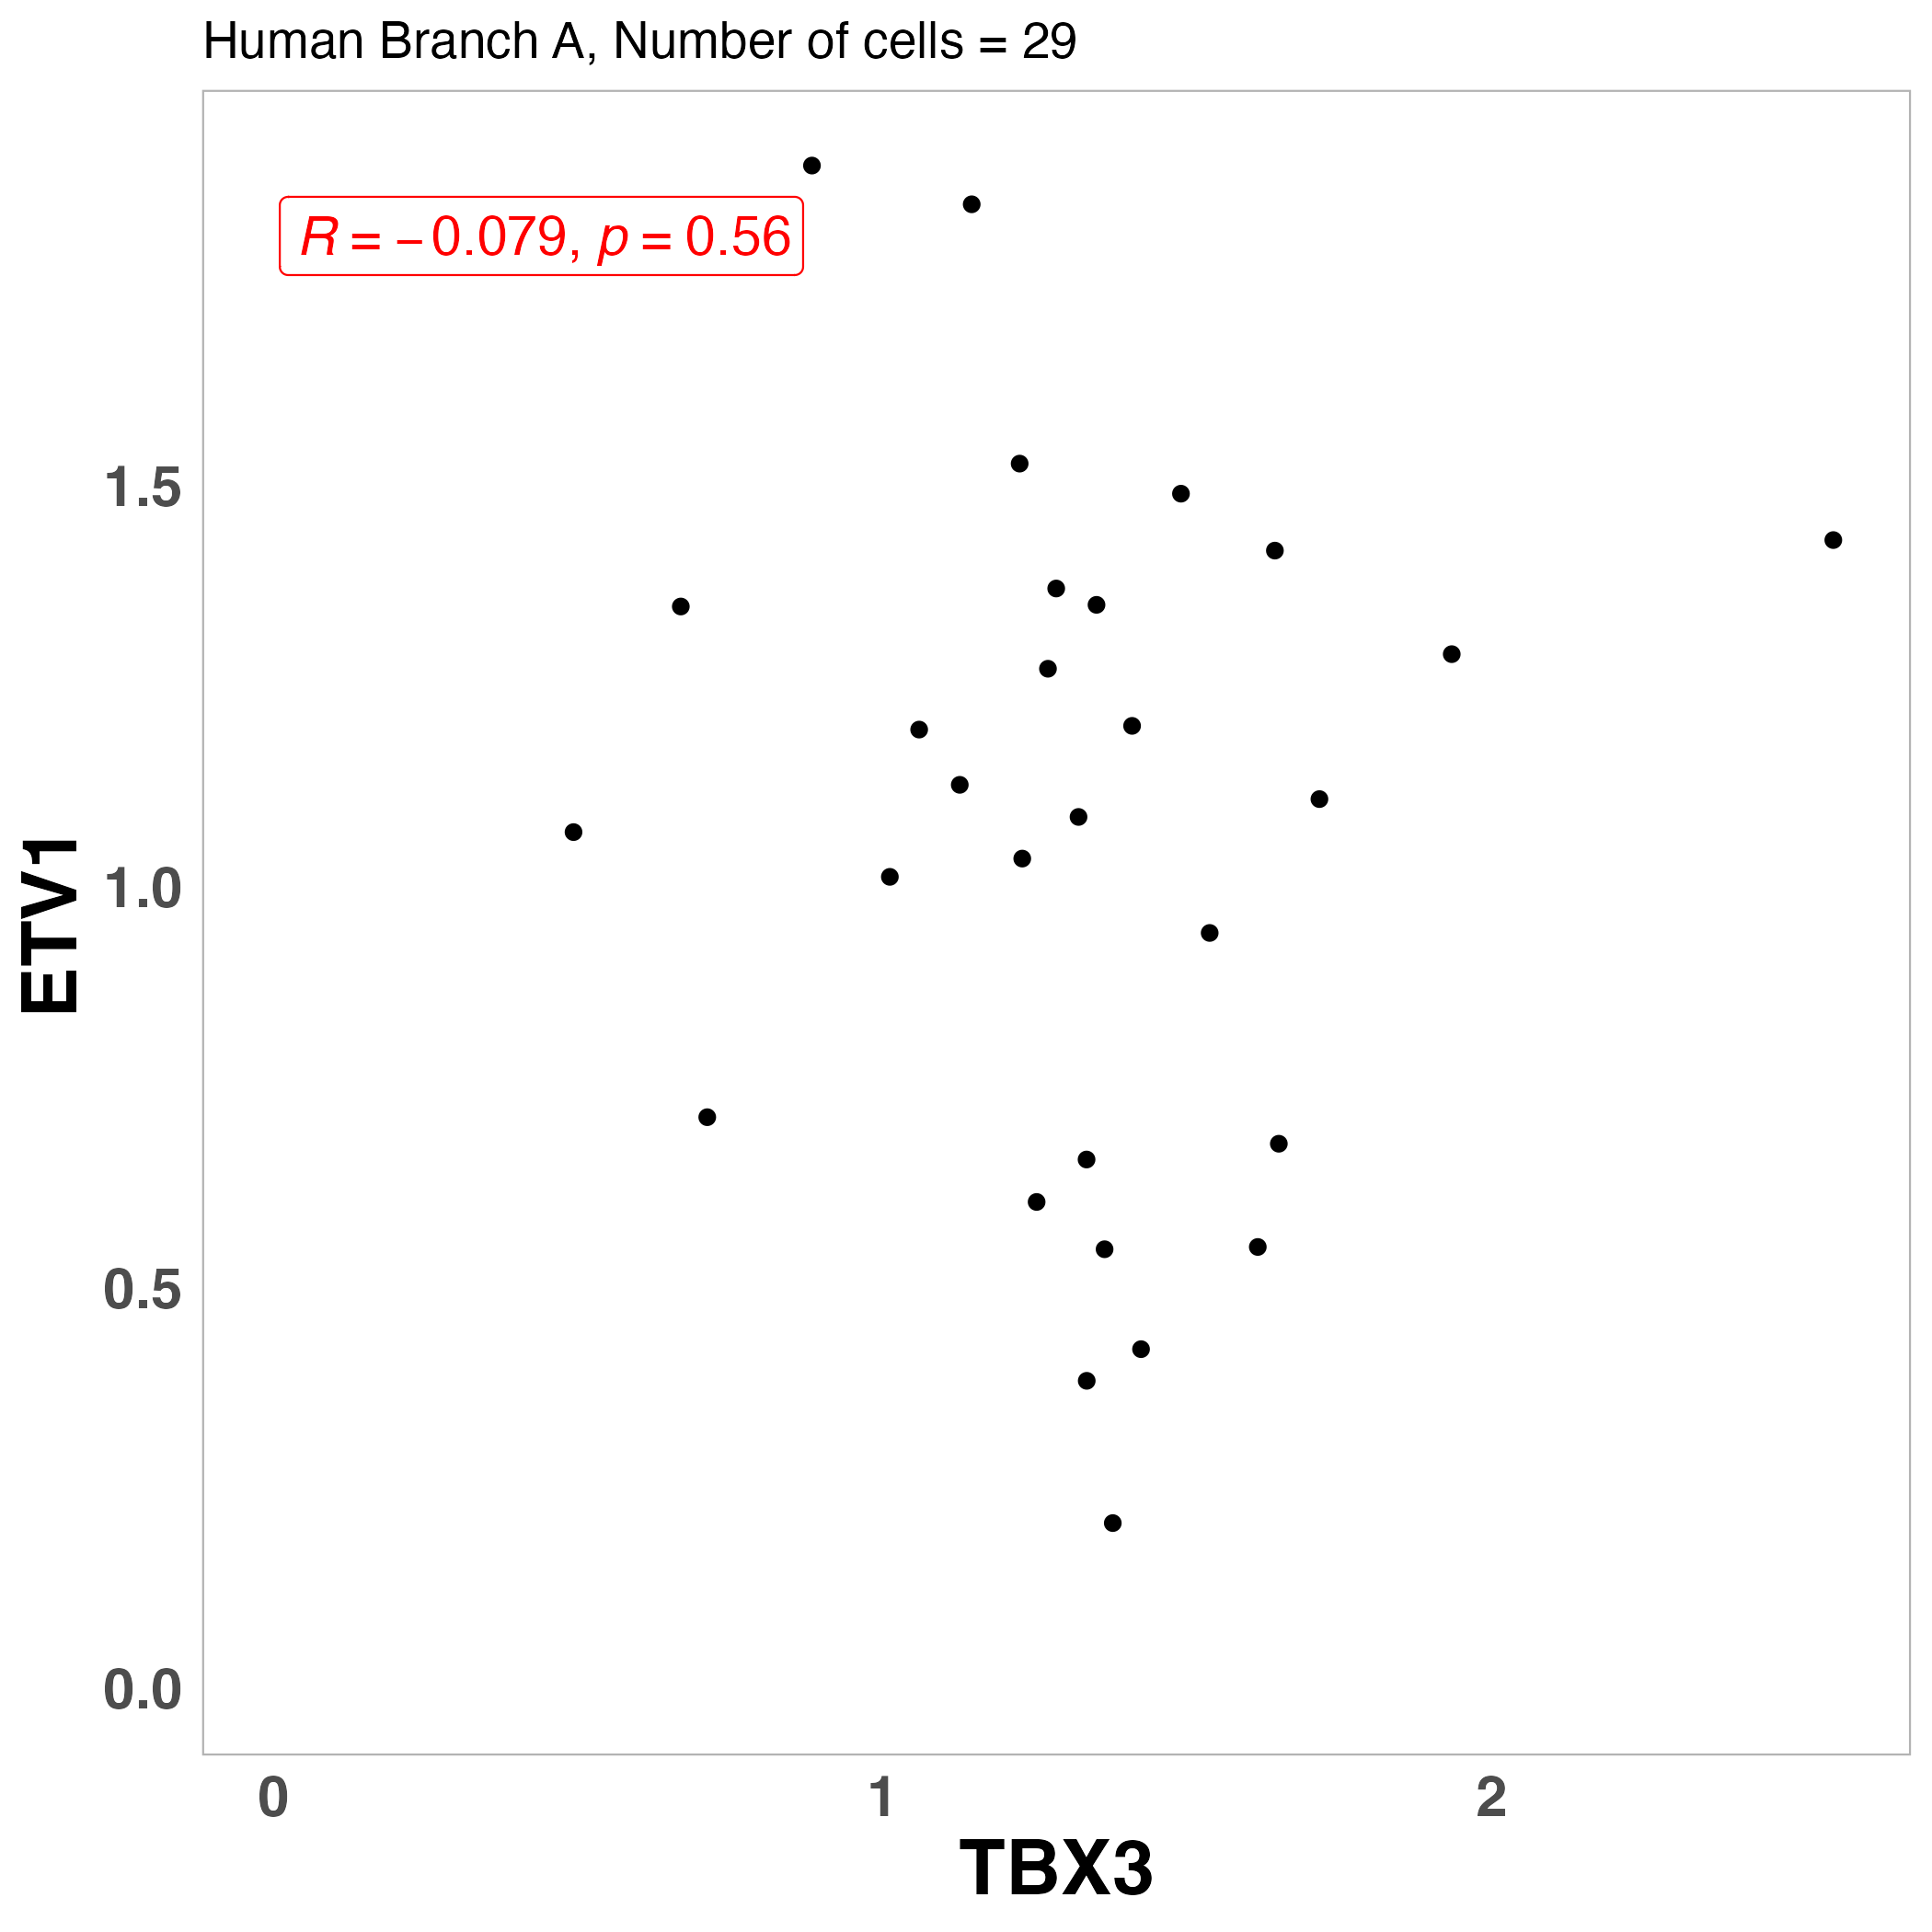 Human Branch A, Number of cells = 29
R = −0.079, p = 0.56
1.5
1.0
0.5
0.0
ETV1
0 1 2
TBX3